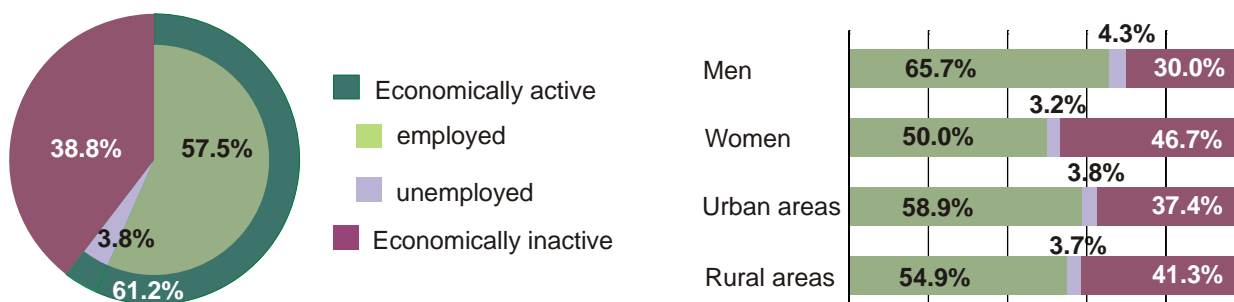 38.8%
57.5%
3.8%
61.2%
Economically active
employed
unemployed
Economically inactive
4.3%
Men 65.7% 30.0%
3.2%
Women 50.0% 46.7%
3.8%
Urban areas 58.9% 37.4%
3.7%
Rural areas 54.9% 41.3%